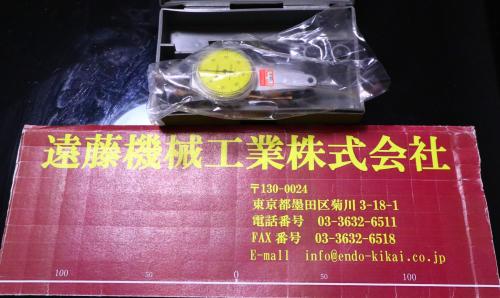 遠藤機械工業株式会社
〒130-0024
東京都墨田区菊川 3-18-1
電話番号 03-3632-6511
FAX 番号 03-3632-6518
E-mall info@endo-kikai.co.jp
100 50 0 50 100